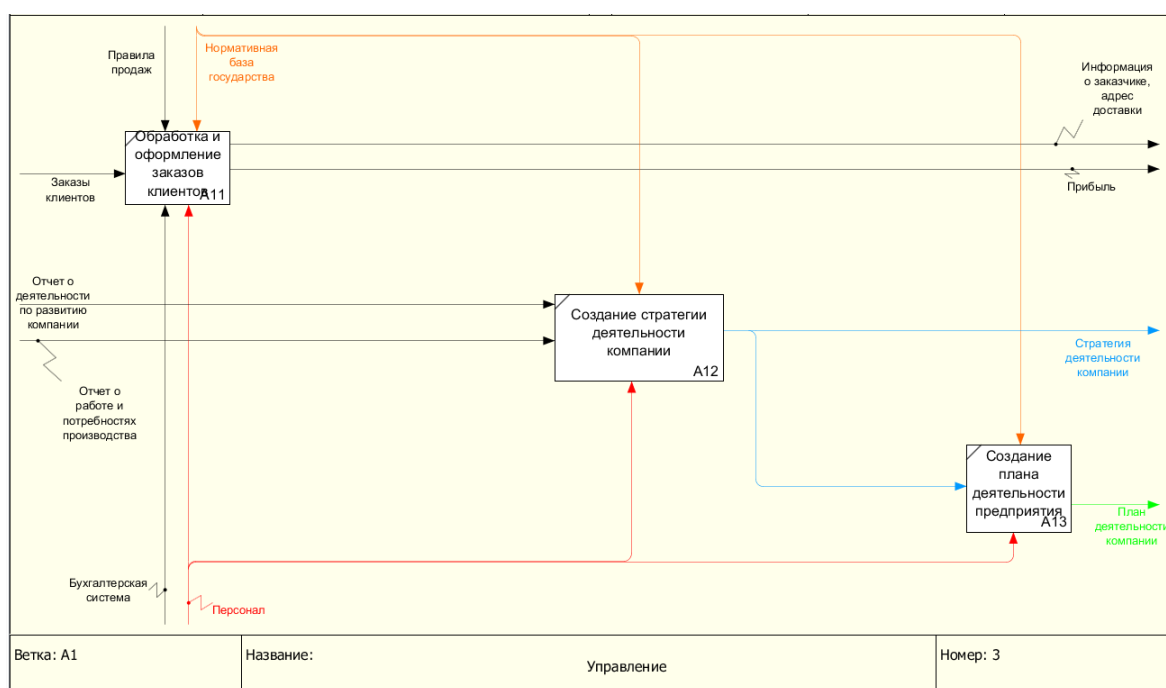 Правила
продаж
Нормативная
база
государства
Информация
о заказчике,
адрес
доставки
Обработка и
оформление
заказов
клиентов
A11
Заказы
клиентов
Прибыль
Отчет о
деятельности
по развитию
компании
Создание стратегии
деятельности
компании
A12
Стратегия
деятельности
компании
Отчет о
работе и
потребностях
производства
Создание
плана
деятельности
предприятия
A13
План
деятельности
компании
Бухгалтерская
система
Персонал
Ветка: A1
Название:
Управление
Номер: 3